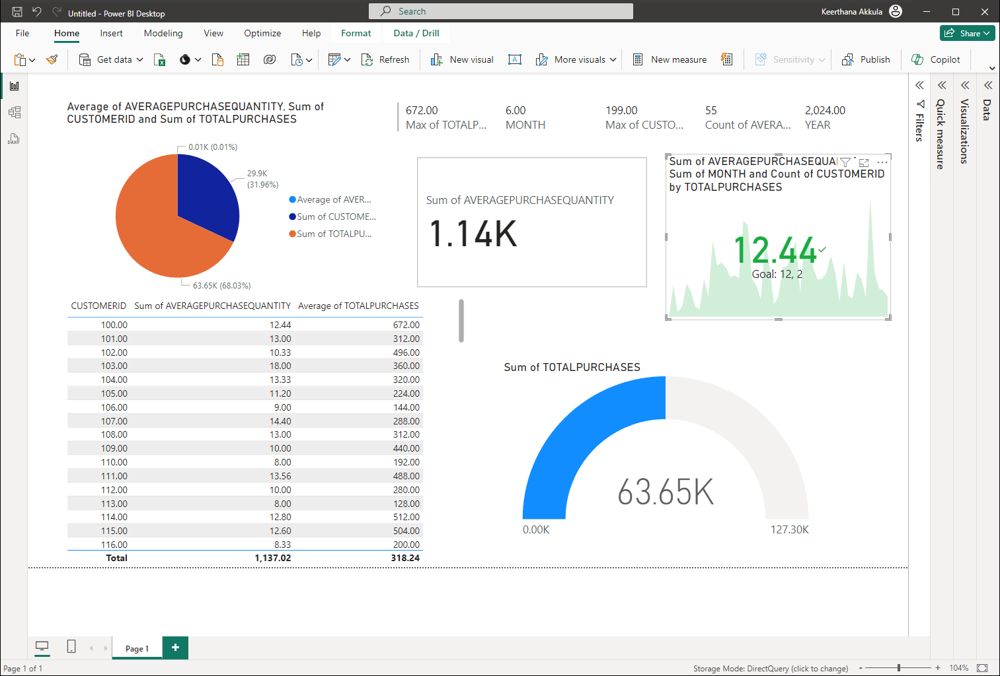 Untitled - Power BI Desktop
Search
Keerthana Akkula
File Home Insert Modeling View Optimize Help Format Data / Drill
Share
Get data
Refresh
New visual
A
More visuals
New measure
Sensitivity
Publish
Copilot
DAX
Average of AVERAGEPURCHASEQUANTITY, Sum of
CUSTOMERID and Sum of TOTALPURCHASES
0.01K (0.01%)
29.9K
(31.96%)
63.65K (68.03%)
Average of AVER...
Sum of CUSTOME...
Sum of TOTALPU...
672.00 6.00 199.00 55 2,024.00
Max of TOTALP... MONTH Max of CUSTO... Count of AVERA... YEAR
Sum of AVERAGEPURCHASEQUANTITY
1.14K
Sum of AVERAGEPURCHASEQUA
Sum of MONTH and Count of CUSTOMERID
by TOTALPURCHASES
12.44
Goal: 12, 2
CUSTOMERID Sum of AVERAGEPURCHASEQUANTITY Average of TOTALPURCHASES
100.00 12.44 672.00
101.00 13.00 312.00
102.00 10.33 496.00
103.00 18.00 360.00
104.00 13.33 320.00
105.00 11.20 224.00
106.00 9.00 144.00
107.00 14.40 288.00
108.00 13.00 312.00
109.00 10.00 440.00
110.00 8.00 192.00
111.00 13.56 488.00
112.00 10.00 280.00
113.00 8.00 128.00
114.00 12.80 512.00
115.00 12.60 504.00
116.00 8.33 200.00
Total 1,137.02 318.24
Sum of TOTALPURCHASES
63.65K
0.00K
127.30K
Filters
Quick measure
Visualizations
Data
Page 1
+
Page 1 of 1
Storage Mode: DirectQuery (click to change)
- + 104%